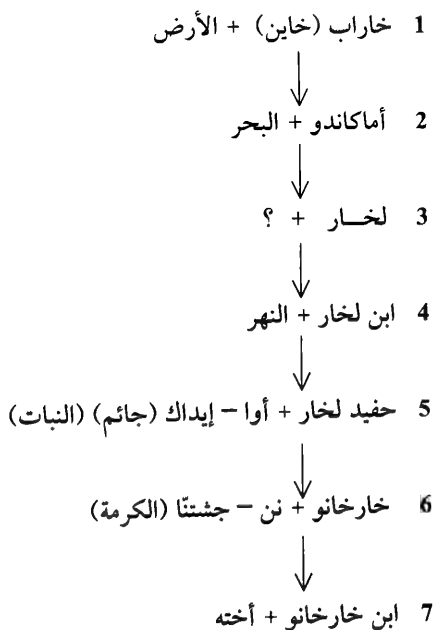 1 خاراب (خاين) + الأرض
2 أماكاندو + البحر
3 لخـــار + ؟
4 ابن لخار + النهر
5 حفيد لخار + أوا – إيداك (جائم) (النبات)
6 خارخانو + نن – جشتنّا (الكرمة)
7 ابن خارخانو + أخته